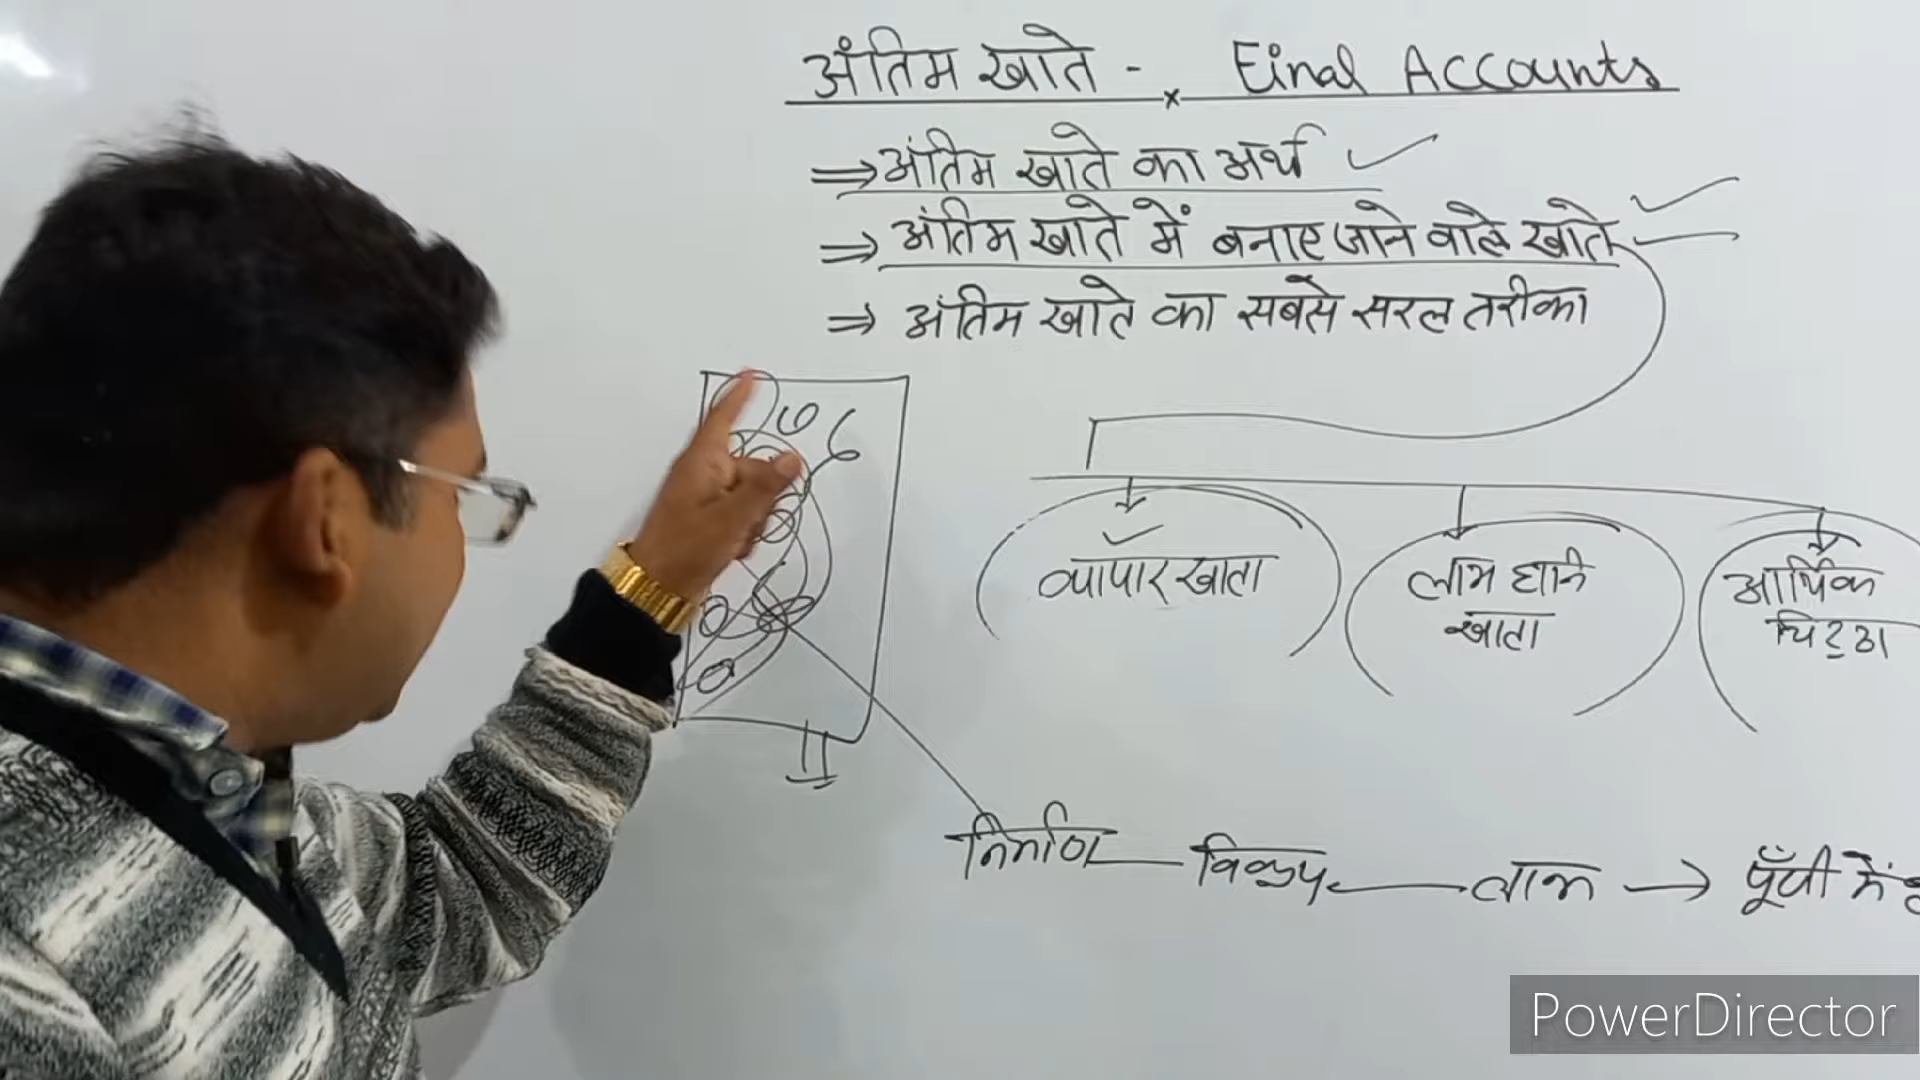 अंतिम खाते - Final Accounts
⇒ अंतिम खाते का अर्थ ✓
⇒ अंतिम खाते में बनाए जाने वाले खाते
⇒ अंतिम खाते का सबसे सरल तरीका
व्यापार खाता
लाभ हानि
खाता
आर्थिक
चिट्ठा
निर्माण — विक्रय — लाभ → पूँजी में
PowerDirector